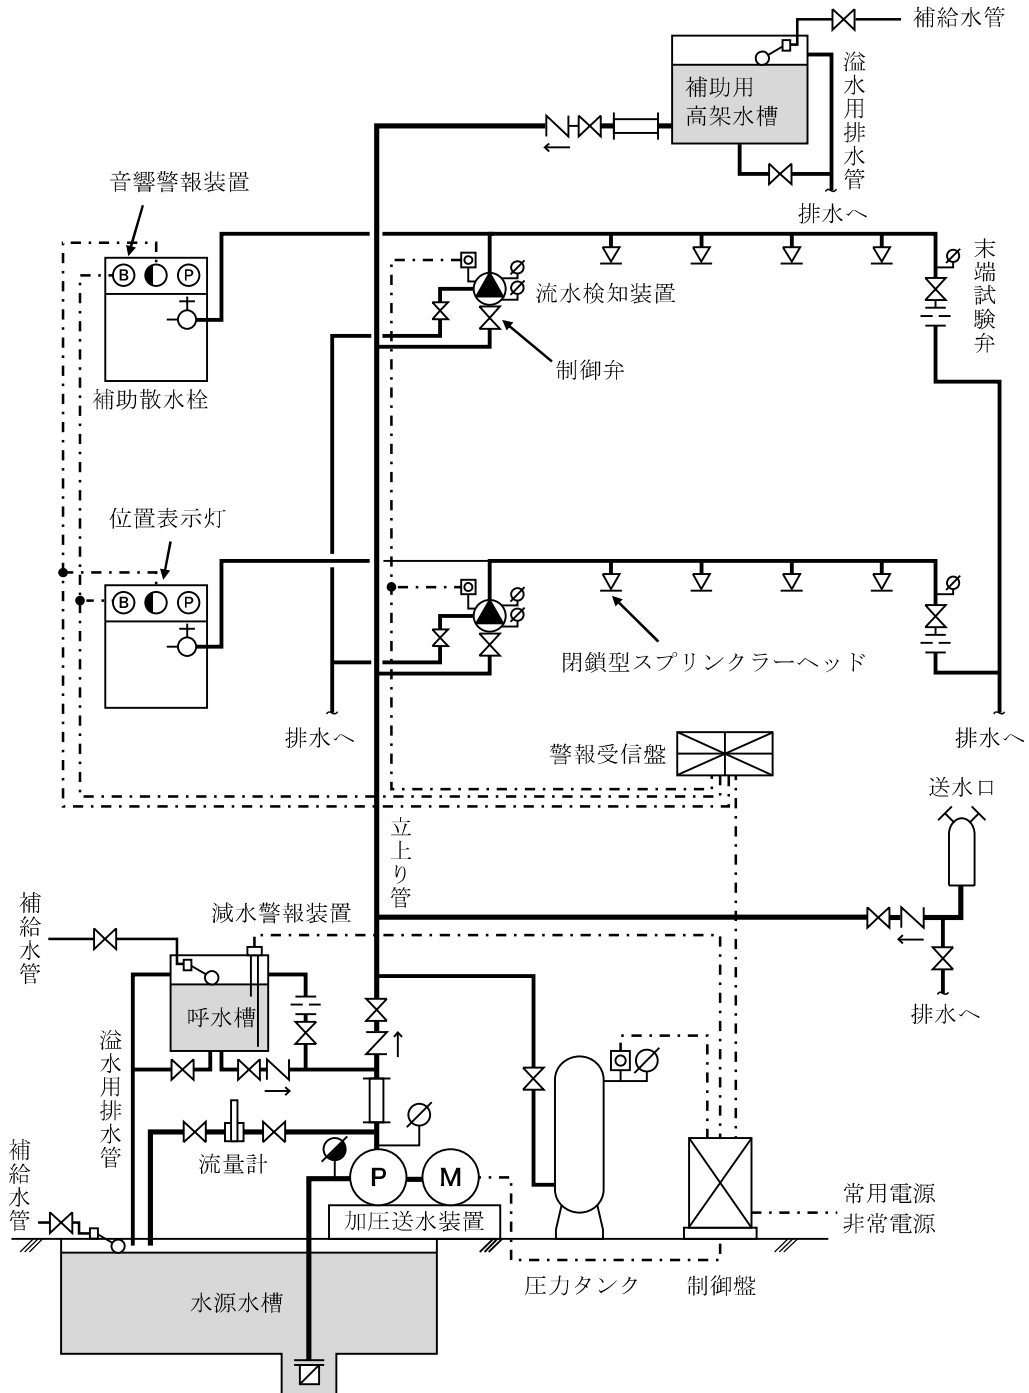 補給水管
溢水用排水管
補助用
高架水槽
排水へ
音響警報装置
B
P
補助散水栓
流水検知装置
制御弁
末端試験弁
位置表示灯
B
P
閉鎖型スプリンクラーヘッド
排水へ
排水へ
警報受信盤
送水口
立上り管
補給水管
減水警報装置
呼水槽
排水へ
溢水用排水管
流量計
補給水管
P
M
加圧送水装置
常用電源
非常電源
圧力タンク
制御盤
水源水槽